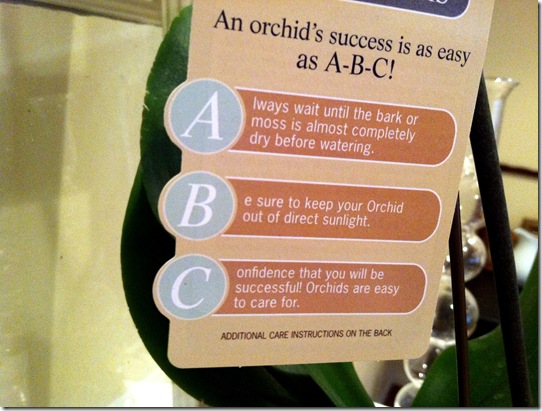 An orchid's success is as easy
as A-B-C!
A lways wait until the bark or
moss is almost completely
dry before watering.
B e sure to keep your Orchid
out of direct sunlight.
C onfidence that you will be
successful! Orchids are easy
to care for.
ADDITIONAL CARE INSTRUCTIONS ON THE BACK